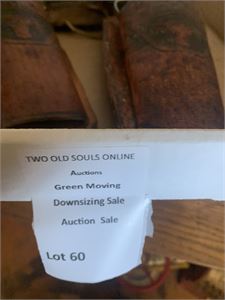 TWO OLD SOULS ONLINE
Auctions
Green Moving
Downsizing Sale
Auction Sale
Lot 60